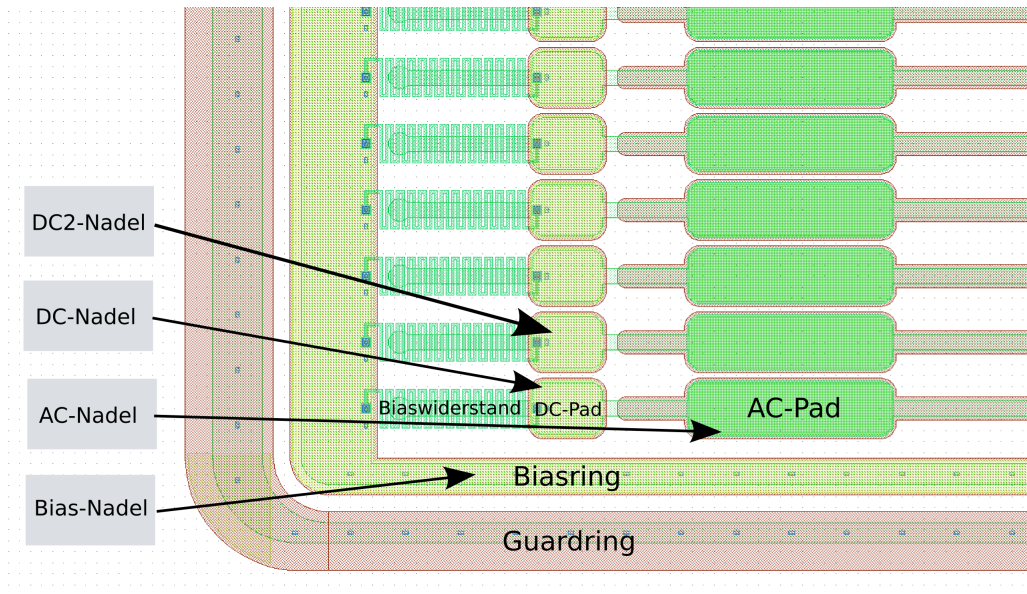 DC2-Nadel
DC-Nadel
AC-Nadel
Bias-Nadel
Biaswiderstand
DC-Pad
AC-Pad
Biasring
Guardring